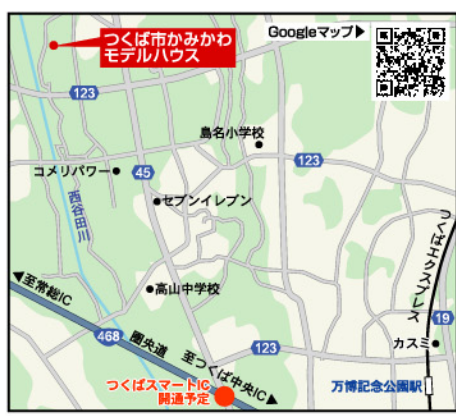 つくば市かみかわ
モデルハウス
Googleマップ▶
123
島名小学校
123
コメリパワー
45
セブンイレブン
西谷田川
つくばエクスプレス
◀至常総IC
高山中学校
19
468
圏央道
至つくば中央IC▶
123
カスミ
つくばスマートIC
開通予定
万博記念公園駅